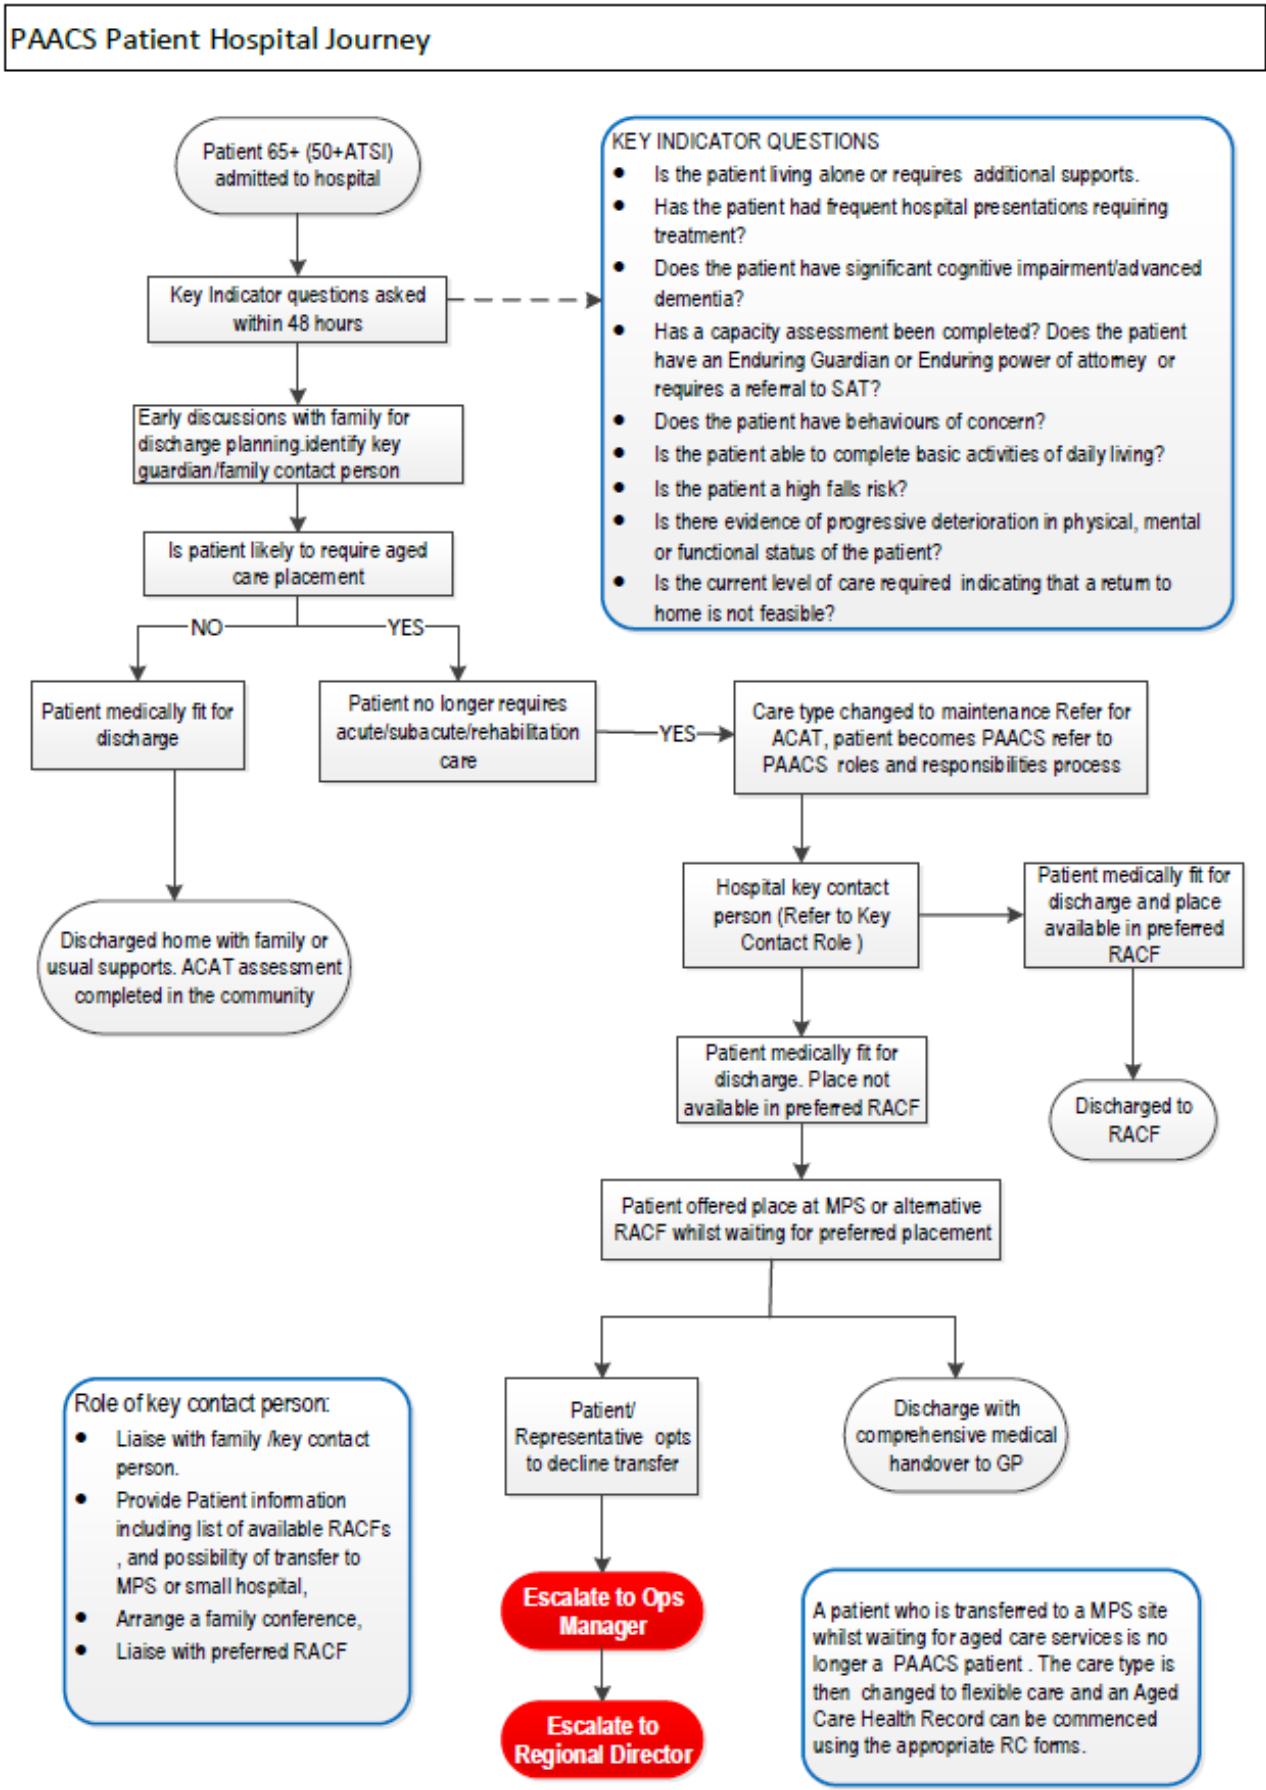 PAACS Patient Hospital Journey
Patient 65+ (50+ATSI)
admitted to hospital
KEY INDICATOR QUESTIONS
● Is the patient living alone or requires additional supports.
● Has the patient had frequent hospital presentations requiring
treatment?
● Does the patient have significant cognitive impairment/advanced
dementia?
● Has a capacity assessment been completed? Does the patient
have an Enduring Guardian or Enduring power of attorney or
requires a referral to SAT?
● Does the patient have behaviours of concern?
● Is the patient able to complete basic activities of daily living?
● Is the patient a high falls risk?
● Is there evidence of progressive deterioration in physical, mental
or functional status of the patient?
● Is the current level of care required indicating that a return to
home is not feasible?
Key Indicator questions asked
within 48 hours
Early discussions with family for
discharge planning.identify key
guardian/family contact person
Is patient likely to require aged
care placement
NO
YES
Patient medically fit for
discharge
Patient no longer requires
acute/subacute/rehabilitation
care
YES
Care type changed to maintenance Refer for
ACAT, patient becomes PAACS refer to
PAACS roles and responsibilities process
Discharged home with family or
usual supports. ACAT assessment
completed in the community
Hospital key contact
person (Refer to Key
Contact Role )
Patient medically fit for
discharge and place
available in preferred
RACF
Patient medically fit for
discharge. Place not
available in preferred RACF
Discharged to
RACF
Patient offered place at MPS or alternative
RACF whilst waiting for preferred placement
Patient/
Representative opts
to decline transfer
Discharge with
comprehensive medical
handover to GP
Role of key contact person:
● Liaise with family /key contact
person.
● Provide Patient information
including list of available RACFs
, and possibility of transfer to
MPS or small hospital,
● Arrange a family conference,
● Liaise with preferred RACF
Escalate to Ops
Manager
Escalate to
Regional Director
A patient who is transferred to a MPS site
whilst waiting for aged care services is no
longer a PAACS patient . The care type is
then changed to flexible care and an Aged
Care Health Record can be commenced
using the appropriate RC forms.